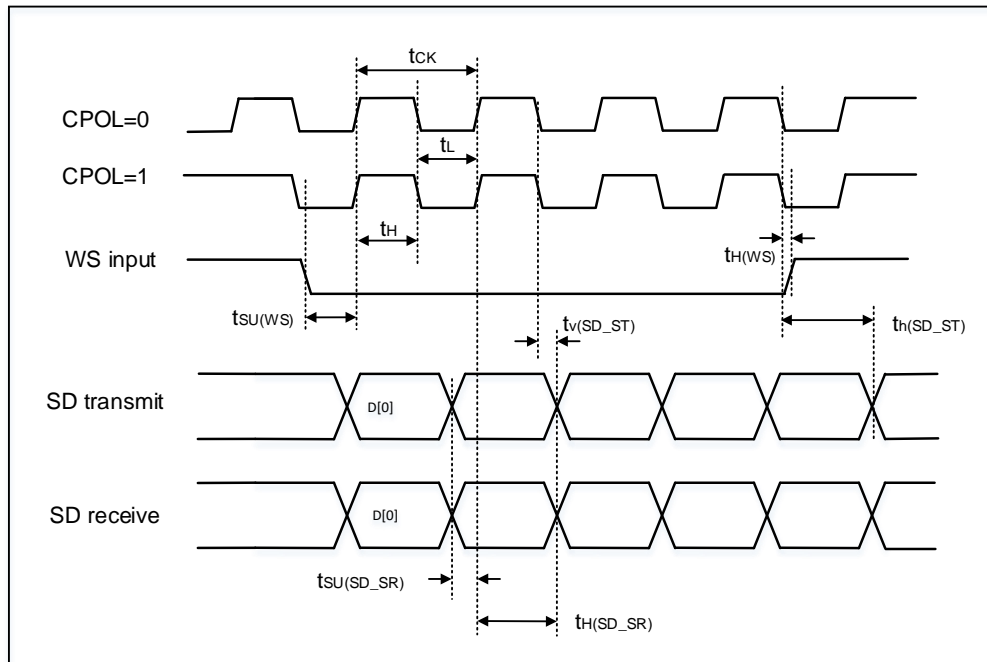 tCK
CPOL=0
tL
CPOL=1
tH
WS input
tH(WS)
tSU(WS)
tv(SD_ST)
th(SD_ST)
SD transmit
D[0]
SD receive
D[0]
tSU(SD_SR)
tH(SD_SR)